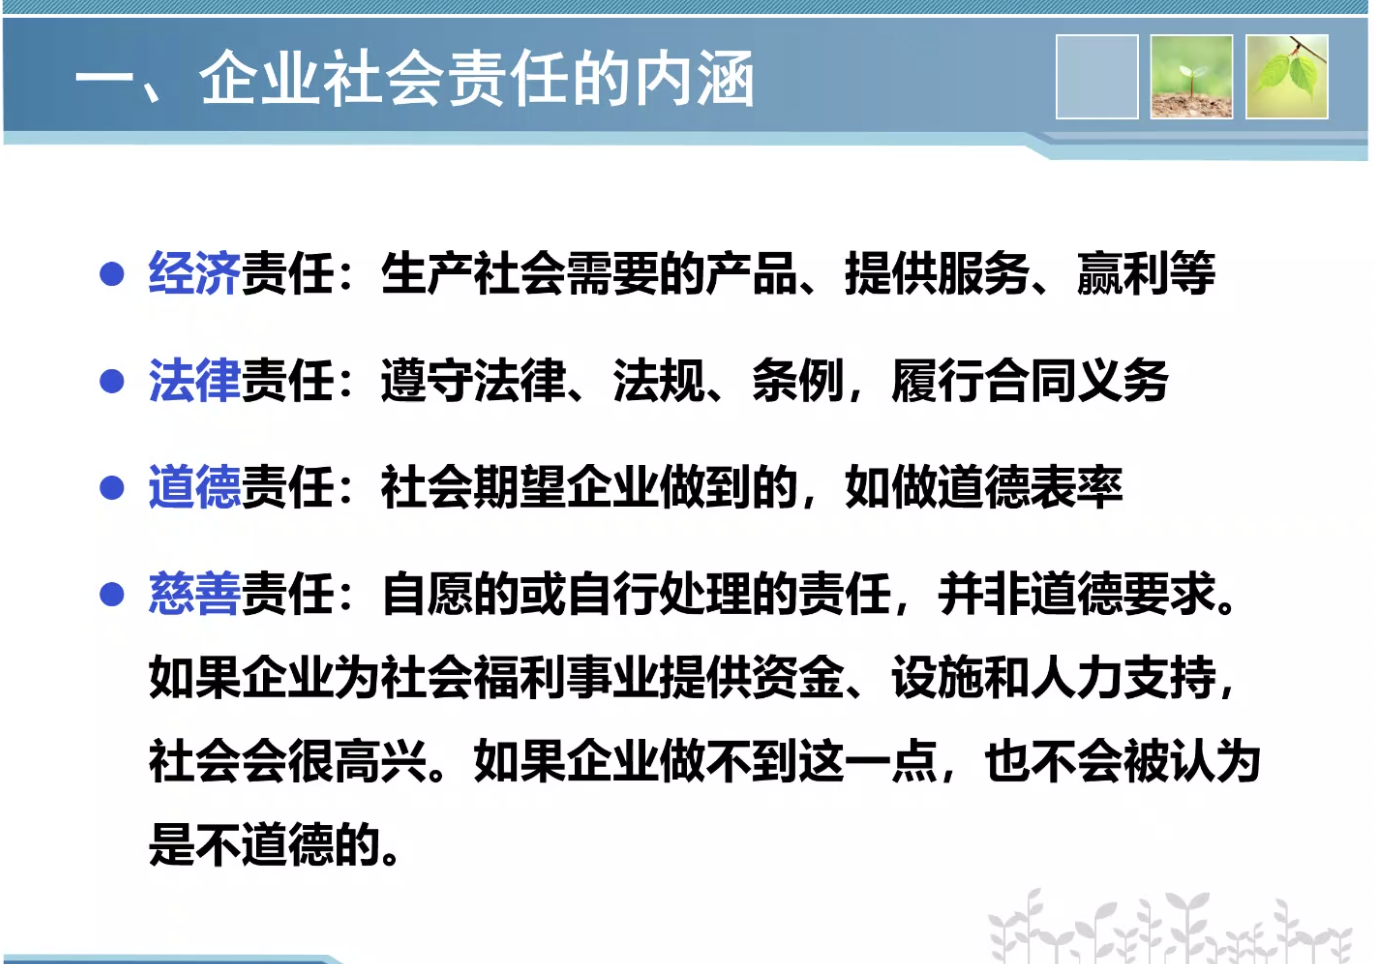 一、企业社会责任的内涵
经济责任：生产社会需要的产品、提供服务、赢利等
法律责任：遵守法律、法规、条例，履行合同义务
道德责任：社会期望企业做到的，如做道德表率
慈善责任：自愿的或自行处理的责任，并非道德要求。
如果企业为社会福利事业提供资金、设施和人力支持，
社会会很高兴。如果企业做不到这一点，也不会被认为
是不道德的。